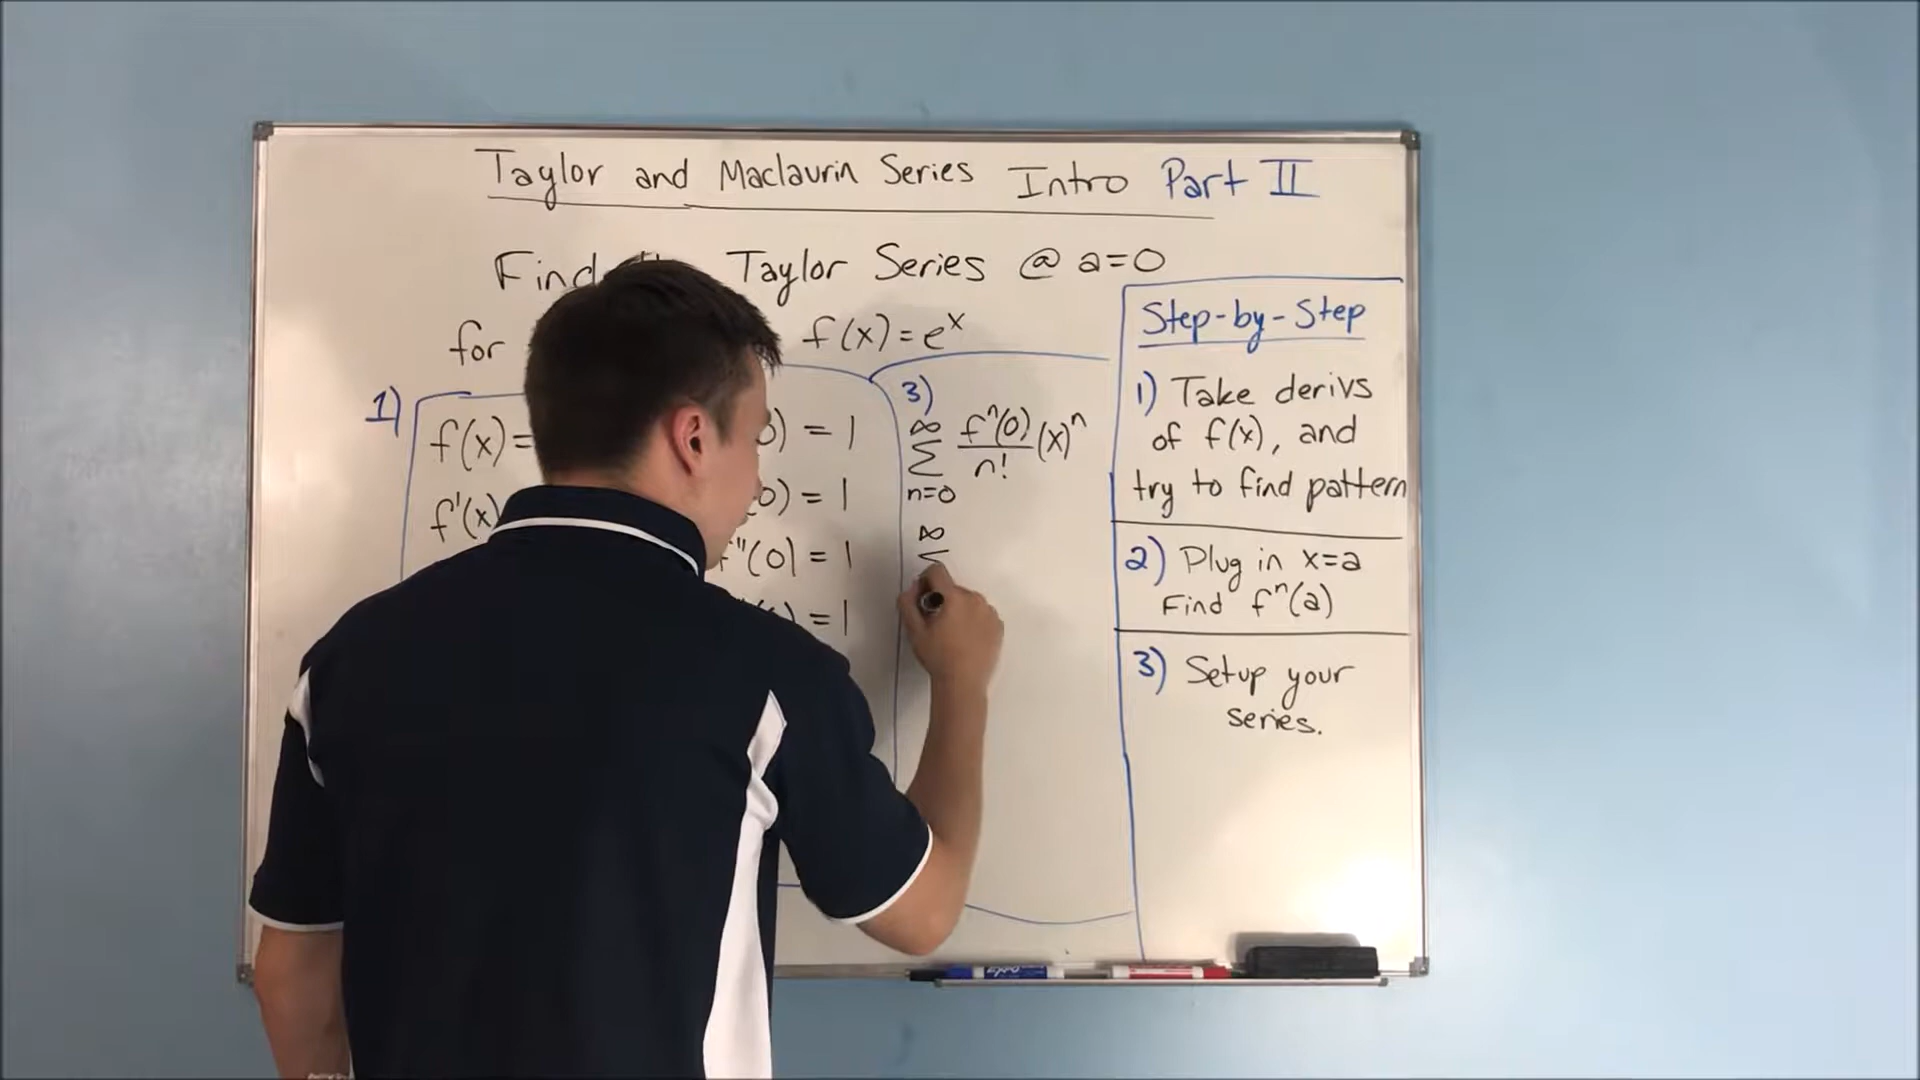 Taylor and Maclaurin Series Intro Part II
Find Taylor Series @ a=0
for f(x)=e^x
1)
f(x)=
f'(x)
0) = 1
(0) = 1
f"(0) = 1
= 1
3)
∞
Σ f^n(0)/n! (x)^n
n=0
∞
Step-by-Step
1) Take derivs
of f(x), and
try to find pattern
2) Plug in x=a
Find f^n(a)
3) Setup your
series.
EXPO